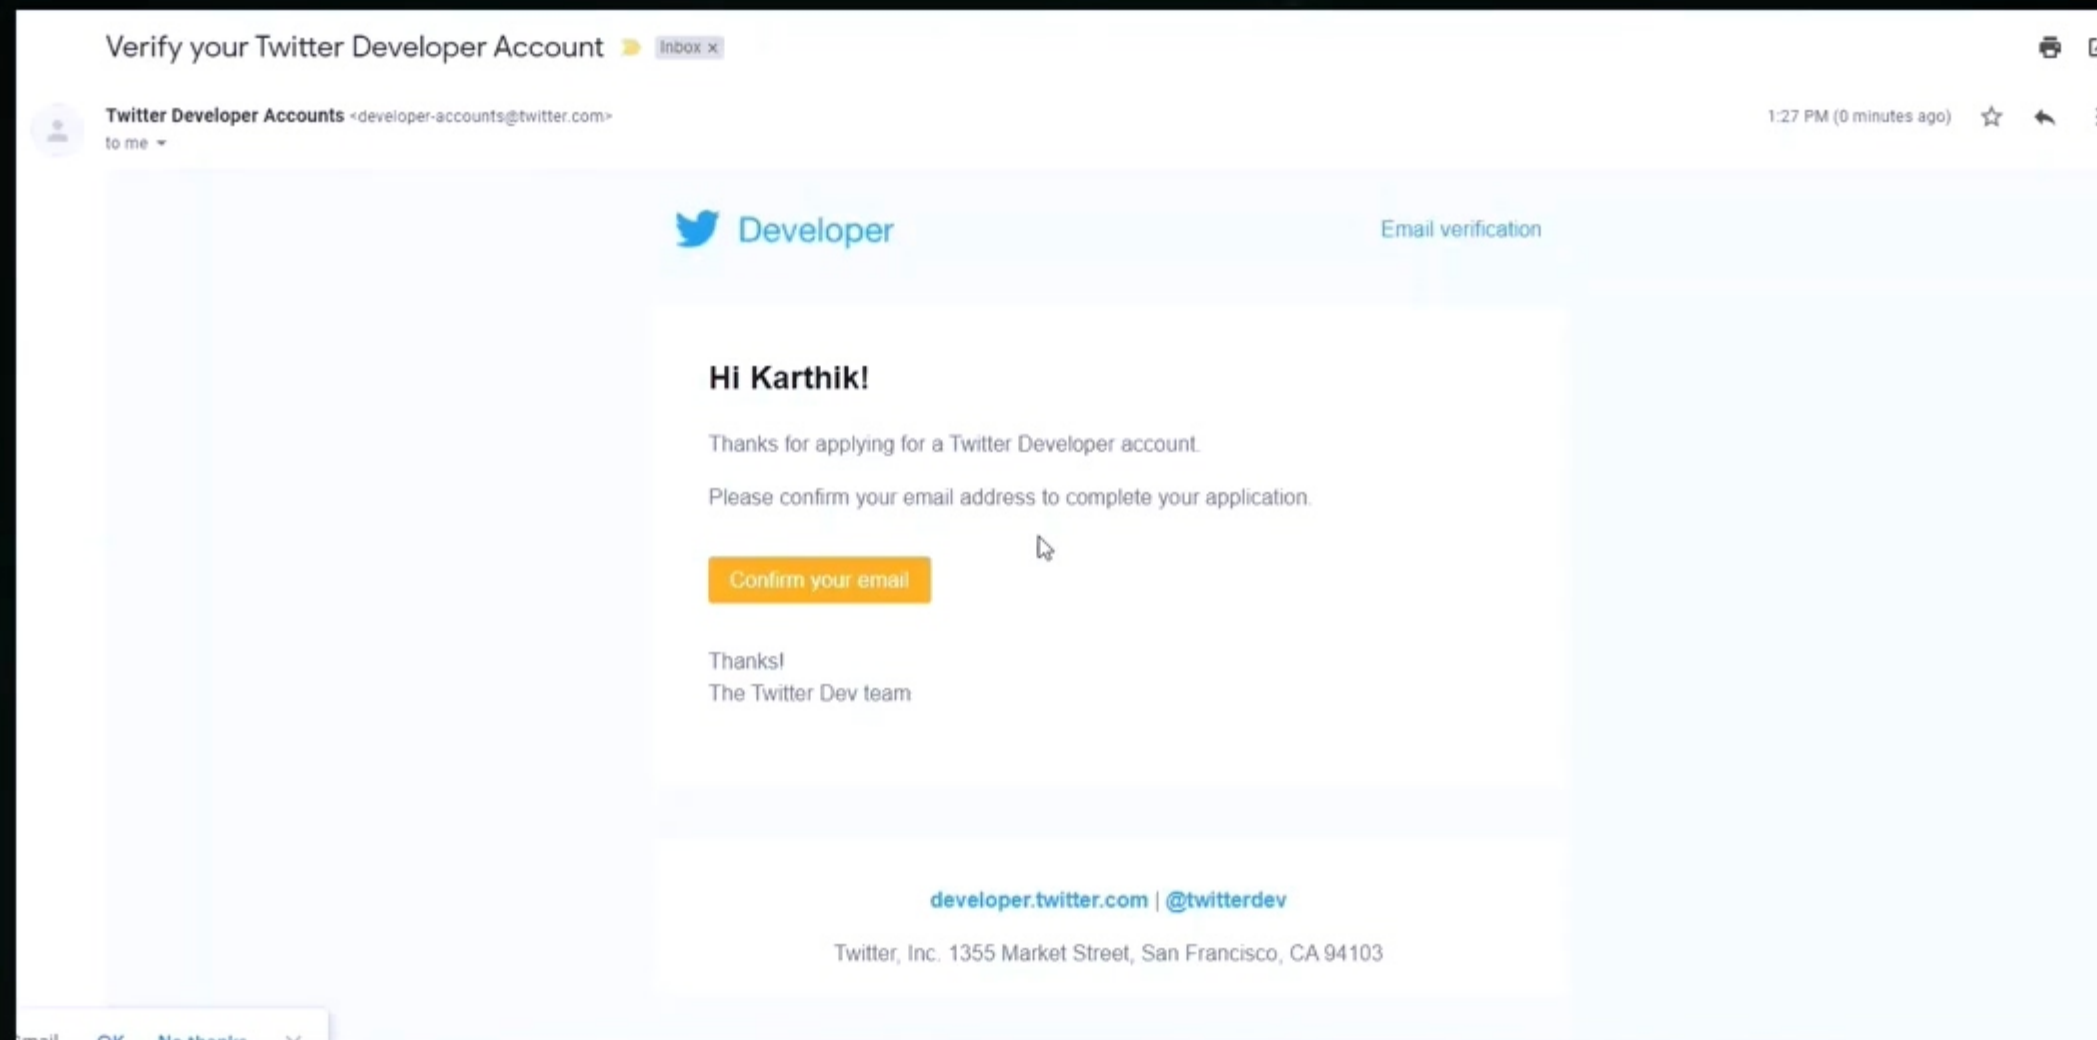 Verify your Twitter Developer Account Inbox x
Twitter Developer Accounts <developer-accounts@twitter.com> 1:27 PM (0 minutes ago)
to me
Developer Email verification
Hi Karthik!
Thanks for applying for a Twitter Developer account.
Please confirm your email address to complete your application.
Confirm your email
Thanks!
The Twitter Dev team
developer.twitter.com | @twitterdev
Twitter, Inc. 1355 Market Street, San Francisco, CA 94103
OK No thanks